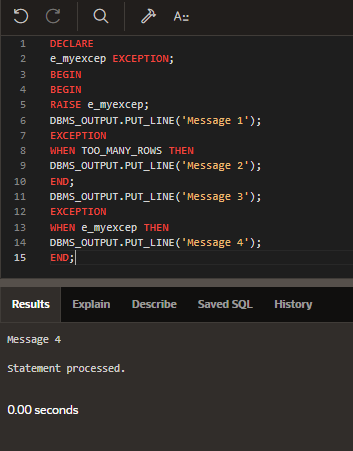 A..
1 DECLARE
2 e_myexcep EXCEPTION;
3 BEGIN
4 BEGIN
5 RAISE e_myexcep;
6 DBMS_OUTPUT.PUT_LINE('Message 1');
7 EXCEPTION
8 WHEN TOO_MANY_ROWS THEN
9 DBMS_OUTPUT.PUT_LINE('Message 2');
10 END;
11 DBMS_OUTPUT.PUT_LINE('Message 3');
12 EXCEPTION
13 WHEN e_myexcep THEN
14 DBMS_OUTPUT.PUT_LINE('Message 4');
15 END;
Results Explain Describe Saved SQL History
Message 4
Statement processed.
0.00 seconds